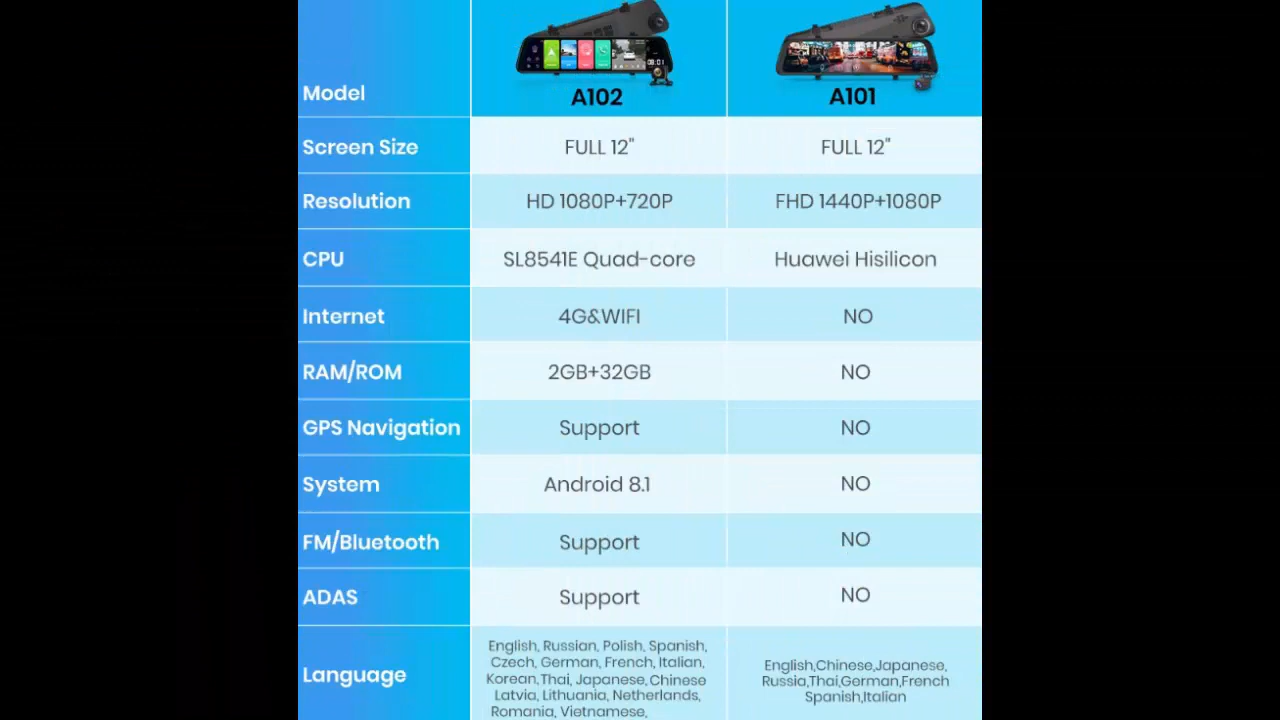 08:01
Model A102 A101
Screen Size FULL 12" FULL 12"
Resolution HD 1080P+720P FHD 1440P+1080P
CPU SL8541E Quad-core Huawei Hisilicon
Internet 4G&WIFI NO
RAM/ROM 2GB+32GB NO
GPS Navigation Support NO
System Android 8.1 NO
FM/Bluetooth Support NO
ADAS Support NO
Language
English, Russian, Polish, Spanish,
Czech, German, French, Italian,
Korean, Thai, Japanese, Chinese
Latvia, Lithuania, Netherlands,
Romania, Vietnamese,
English,Chinese,Japanese,
Russia,Thai,German,French
Spanish,Italian